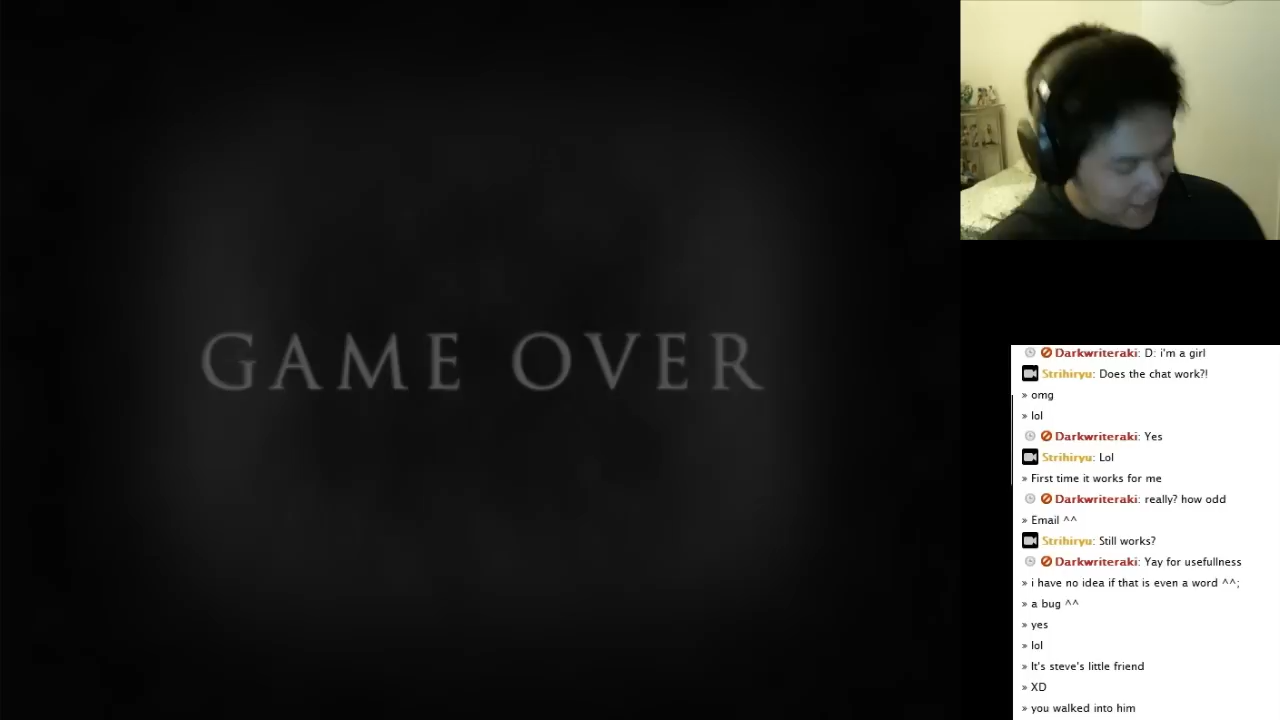 GAME OVER
Darkwriteraki: D: i'm a girl
Strihiryu: Does the chat work?!
» omg
» lol
Darkwriteraki: Yes
Strihiryu: Lol
» First time it works for me
Darkwriteraki: really? how odd
» Email ^^
Strihiryu: Still works?
Darkwriteraki: Yay for usefullness
» i have no idea if that is even a word ^^;
» a bug ^^
» yes
» lol
» It's steve's little friend
» XD
» you walked into him